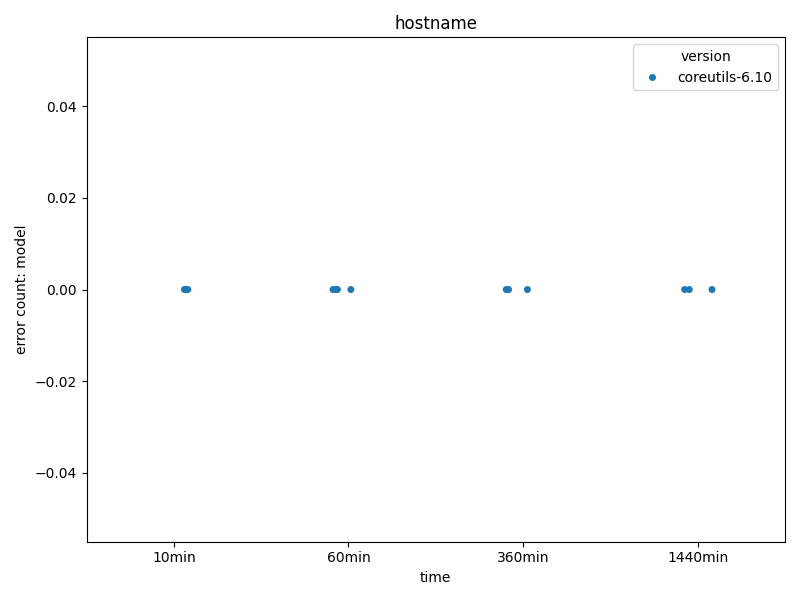 hostname
version
coreutils-6.10
0.04
0.02
0.00
−0.02
−0.04
error count: model
10min
60min
360min
1440min
time